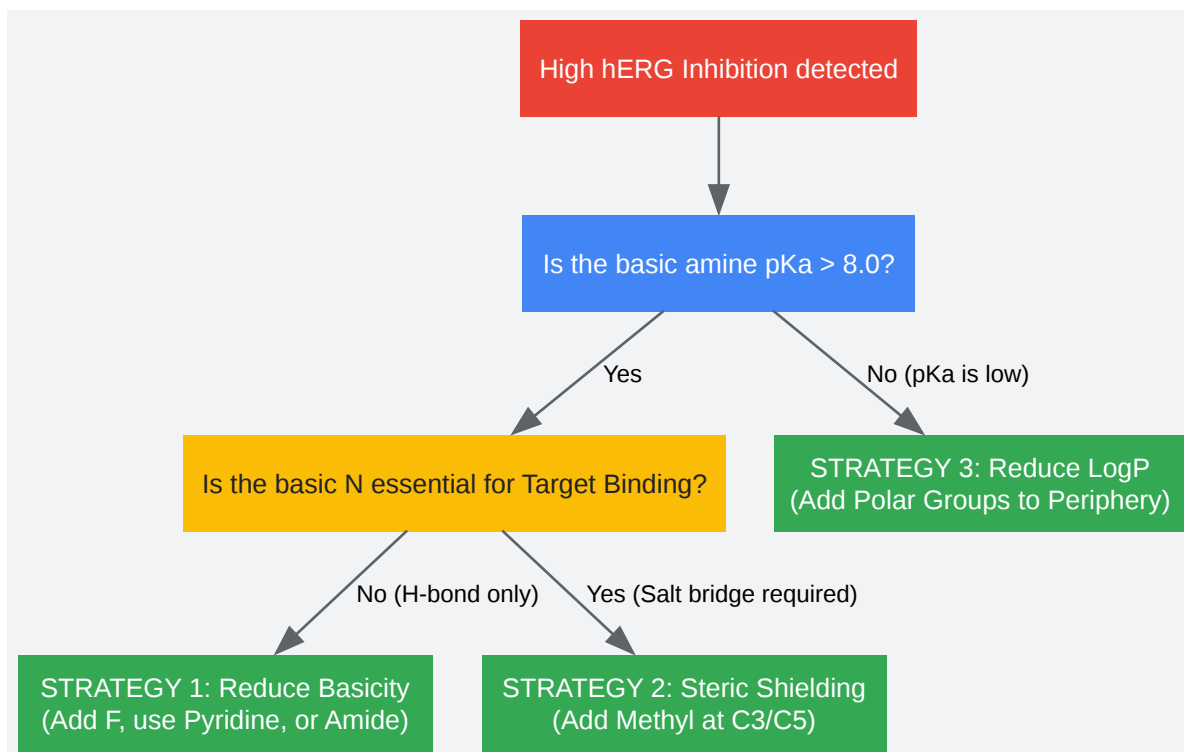 High hERG Inhibition detected
Is the basic amine pKa > 8.0?
Yes
No (pKa is low)
Is the basic N essential for Target Binding?
STRATEGY 3: Reduce LogP
(Add Polar Groups to Periphery)
No (H-bond only)
Yes (Salt bridge required)
STRATEGY 1: Reduce Basicity
(Add F, use Pyridine, or Amide)
STRATEGY 2: Steric Shielding
(Add Methyl at C3/C5)